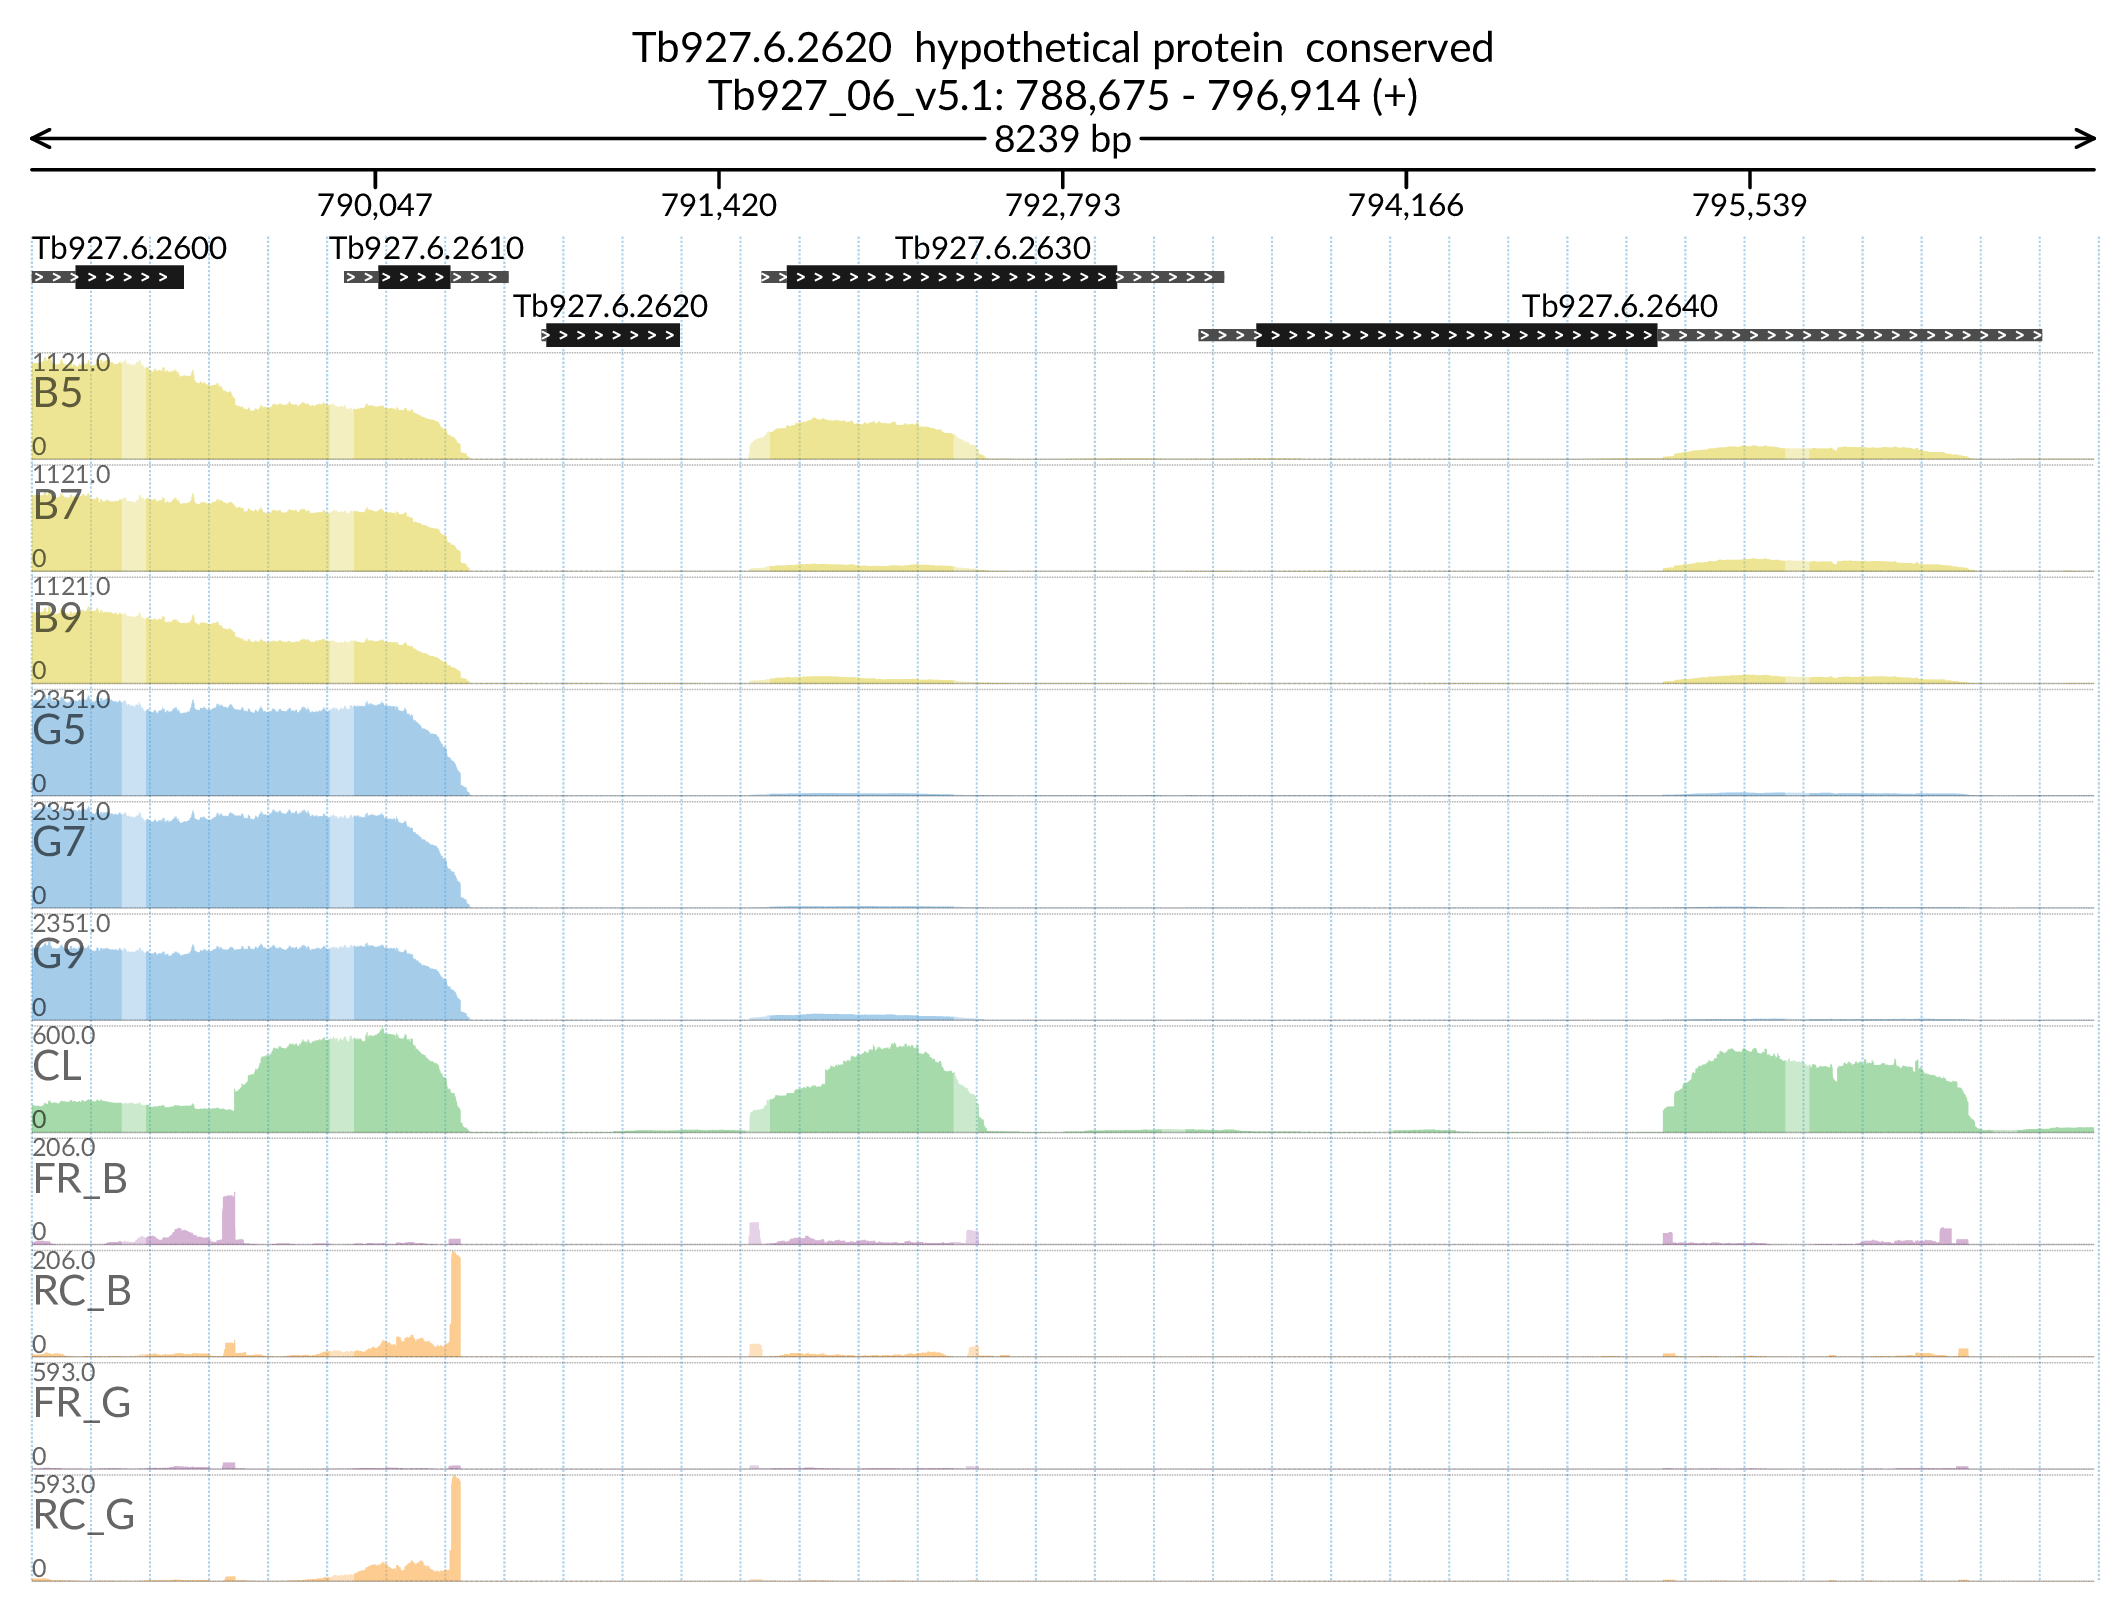 Tb927.6.2620  hypothetical protein  conserved
Tb927_06_v5.1: 788,675 - 796,914 (+)
8239 bp
790,047 791,420 792,793 794,166 795,539
Tb927.6.2600 Tb927.6.2610 Tb927.6.2630
Tb927.6.2620 Tb927.6.2640
1121.0
B5
0
1121.0
B7
0
1121.0
B9
0
2351.0
G5
0
2351.0
G7
0
2351.0
G9
0
600.0
CL
0
206.0
FR_B
0
206.0
RC_B
0
593.0
FR_G
0
593.0
RC_G
0